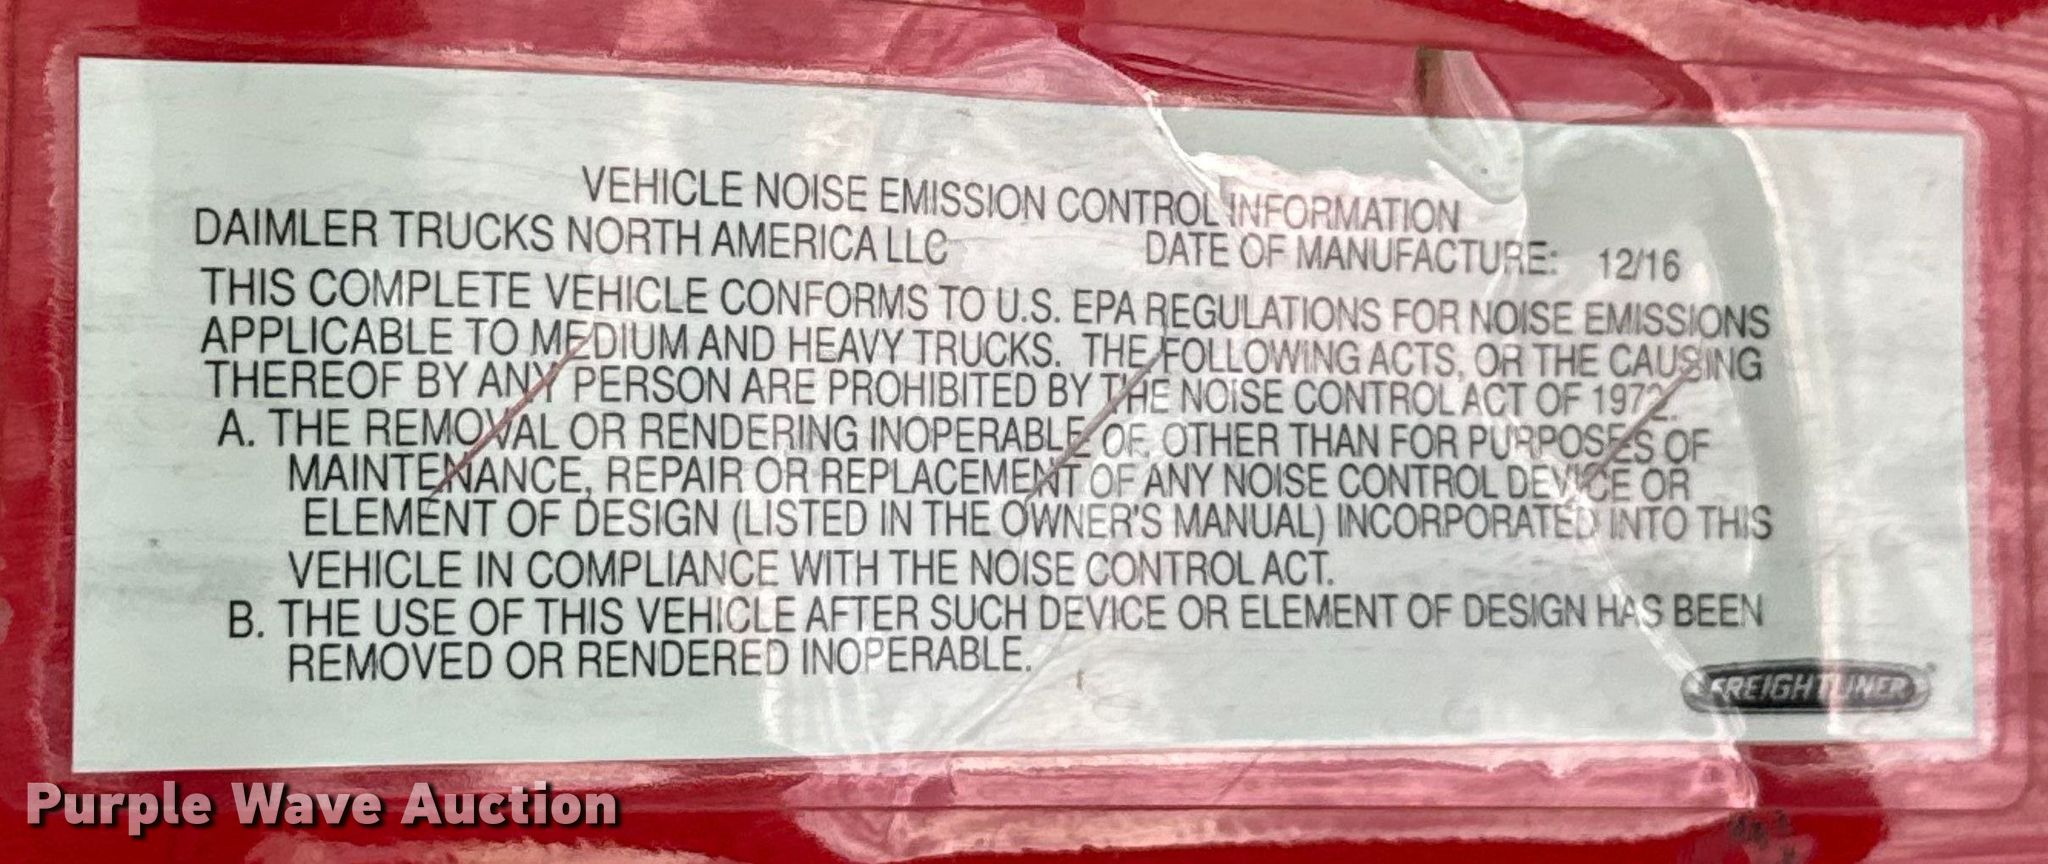 VEHICLE NOISE EMISSION CONTROL INFORMATION
DAIMLER TRUCKS NORTH AMERICA LLC DATE OF MANUFACTURE: 12/16
THIS COMPLETE VEHICLE CONFORMS TO U.S. EPA REGULATIONS FOR NOISE EMISSIONS
APPLICABLE TO MEDIUM AND HEAVY TRUCKS. THE FOLLOWING ACTS, OR THE CAUSING
THEREOF BY ANY PERSON ARE PROHIBITED BY THE NOISE CONTROL ACT OF 1972.
A. THE REMOVAL OR RENDERING INOPERABLE OF, OTHER THAN FOR PURPOSES OF
MAINTENANCE, REPAIR OR REPLACEMENT OF ANY NOISE CONTROL DEVICE OR
ELEMENT OF DESIGN (LISTED IN THE OWNER'S MANUAL) INCORPORATED INTO THIS
VEHICLE IN COMPLIANCE WITH THE NOISE CONTROL ACT.
B. THE USE OF THIS VEHICLE AFTER SUCH DEVICE OR ELEMENT OF DESIGN HAS BEEN
REMOVED OR RENDERED INOPERABLE.
FREIGHTLINER
Purple Wave Auction